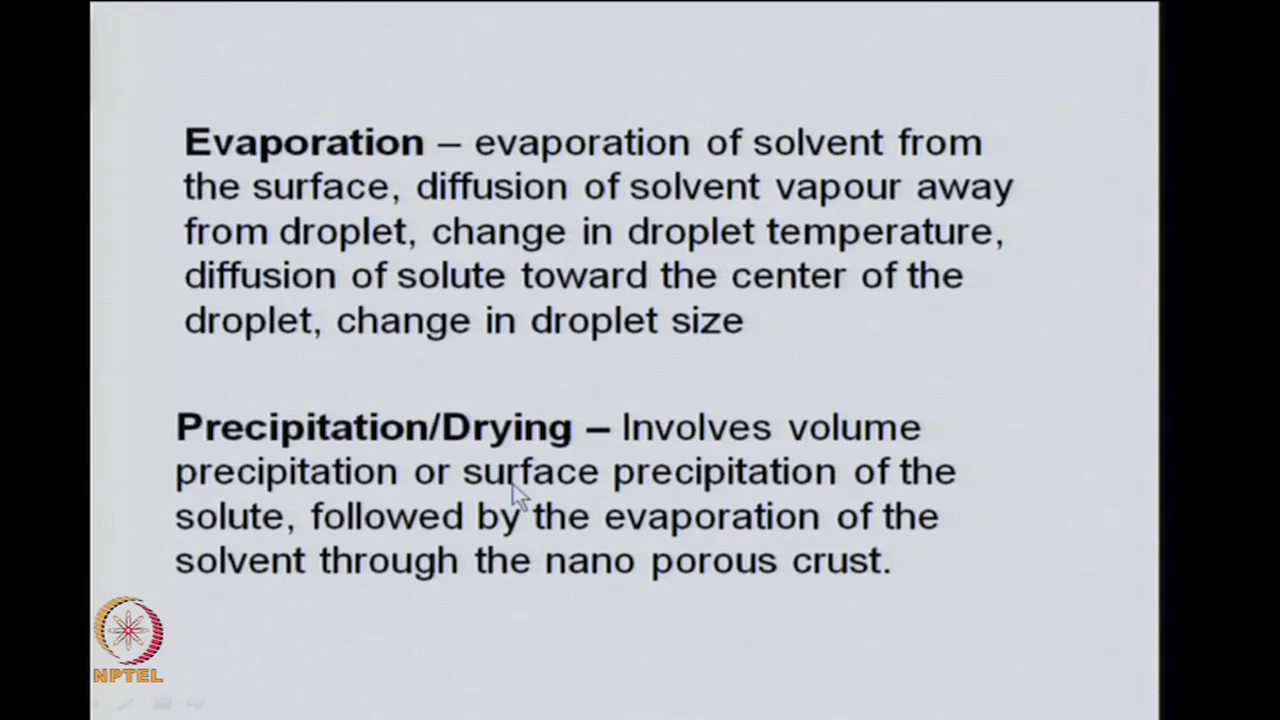 Evaporation – evaporation of solvent from
the surface, diffusion of solvent vapour away
from droplet, change in droplet temperature,
diffusion of solute toward the center of the
droplet, change in droplet size
Precipitation/Drying – Involves volume
precipitation or surface precipitation of the
solute, followed by the evaporation of the
solvent through the nano porous crust.
NPTEL